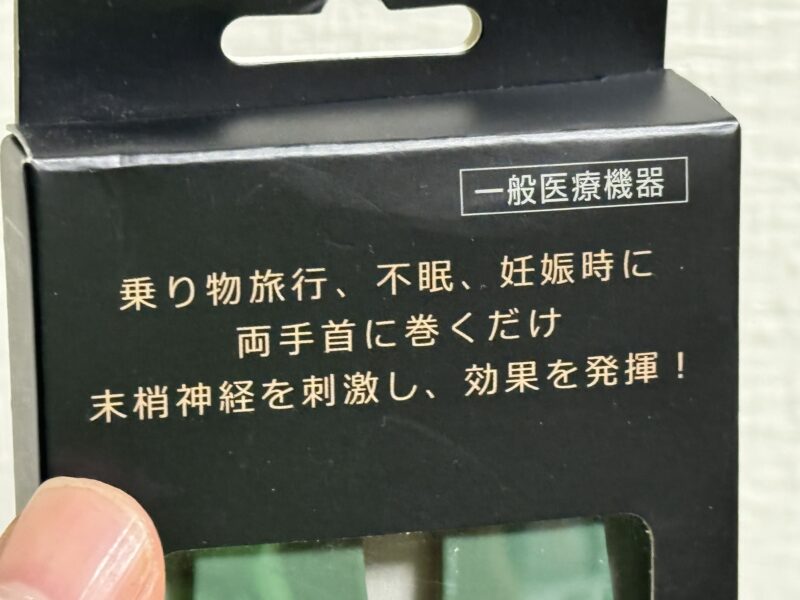 一般医療機器
乗り物旅行、不眠、妊娠時に
両手首に巻くだけ
末梢神経を刺激し、効果を発揮！